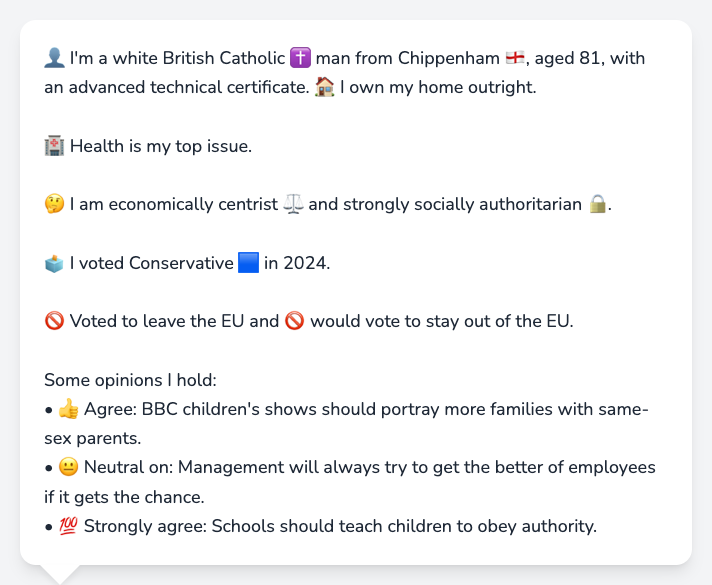 👤 I'm a white British Catholic ✝️ man from Chippenham 🏴󠁧󠁢󠁥󠁮󠁧󠁿, aged 81, with
an advanced technical certificate. 🏠 I own my home outright.
🏥 Health is my top issue.
🤔 I am economically centrist ⚖️ and strongly socially authoritarian 🔒.
🗳️ I voted Conservative 🟦 in 2024.
🚫 Voted to leave the EU and 🚫 would vote to stay out of the EU.
Some opinions I hold:
• 👍 Agree: BBC children's shows should portray more families with same-
sex parents.
• 😐 Neutral on: Management will always try to get the better of employees
if it gets the chance.
• 💯 Strongly agree: Schools should teach children to obey authority.